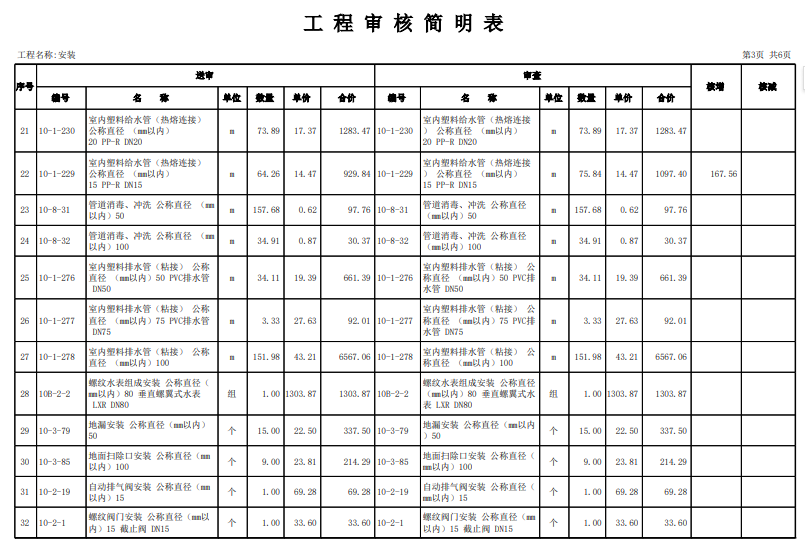 工程审核简明表
工程名称:安装 第3页 共6页
序号 送审 审查 核增 核减
编号 名 称 单位 数量 单价 合价 编号 名 称 单位 数量 单价 合价
21 10-1-230 室内塑料给水管（热熔连接） 公称直径 （mm以内） 20 PP-R DN20 m 73.89 17.37 1283.47 10-1-230 室内塑料给水管（热熔连接） 公称直径 （mm以内） 20 PP-R DN20 m 73.89 17.37 1283.47
22 10-1-229 室内塑料给水管（热熔连接） 公称直径 （mm以内） 15 PP-R DN15 m 64.26 14.47 929.84 10-1-229 室内塑料给水管（热熔连接） 公称直径 （mm以内） 15 PP-R DN15 m 75.84 14.47 1097.40 167.56
23 10-8-31 管道消毒、冲洗 公称直径 （mm以内）50 m 157.68 0.62 97.76 10-8-31 管道消毒、冲洗 公称直径 （mm以内）50 m 157.68 0.62 97.76
24 10-8-32 管道消毒、冲洗 公称直径 （mm以内）100 m 34.91 0.87 30.37 10-8-32 管道消毒、冲洗 公称直径 （mm以内）100 m 34.91 0.87 30.37
25 10-1-276 室内塑料排水管（粘接） 公称直径 （mm以内）50 PVC排水管 DN50 m 34.11 19.39 661.39 10-1-276 室内塑料排水管（粘接） 公称直径 （mm以内）50 PVC排水管 DN50 m 34.11 19.39 661.39
26 10-1-277 室内塑料排水管（粘接） 公称直径 （mm以内）75 PVC排水管 DN75 m 3.33 27.63 92.01 10-1-277 室内塑料排水管（粘接） 公称直径 （mm以内）75 PVC排水管 DN75 m 3.33 27.63 92.01
27 10-1-278 室内塑料排水管（粘接） 公称直径 （mm以内）100 m 151.98 43.21 6567.06 10-1-278 室内塑料排水管（粘接） 公称直径 （mm以内）100 m 151.98 43.21 6567.06
28 10B-2-2 螺纹水表组成安装 公称直径（mm以内）80 垂直螺翼式水表 LXR DN80 组 1.00 1303.87 1303.87 10B-2-2 螺纹水表组成安装 公称直径（mm以内）80 垂直螺翼式水表 LXR DN80 组 1.00 1303.87 1303.87
29 10-3-79 地漏安装 公称直径（mm以内）50 个 15.00 22.50 337.50 10-3-79 地漏安装 公称直径（mm以内）50 个 15.00 22.50 337.50
30 10-3-85 地面扫除口安装 公称直径（mm以内）100 个 9.00 23.81 214.29 10-3-85 地面扫除口安装 公称直径（mm以内）100 个 9.00 23.81 214.29
31 10-2-19 自动排气阀安装 公称直径（mm以内）15 个 1.00 69.28 69.28 10-2-19 自动排气阀安装 公称直径（mm以内）15 个 1.00 69.28 69.28
32 10-2-1 螺纹阀门安装 公称直径（mm以内）15 截止阀 DN15 个 1.00 33.60 33.60 10-2-1 螺纹阀门安装 公称直径（mm以内）15 截止阀 DN15 个 1.00 33.60 33.60